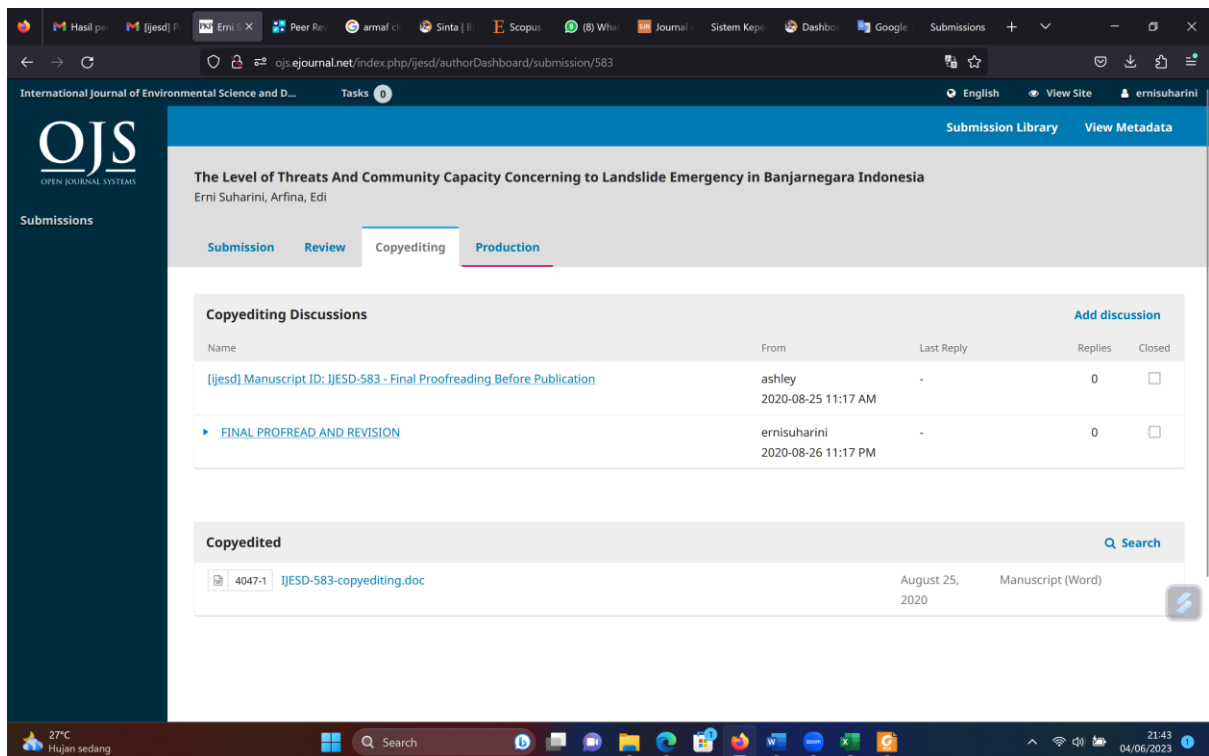 Hasil pe
[ijesd] P
PKP Erni S
Peer Rev
armaf cl
Sinta | B
Scopus
(8) What
SJR Journal
Sistem Kepe
Dashbo
Google
Submissions
ojs.ejournal.net/index.php/ijesd/authorDashboard/submission/583
International Journal of Environmental Science and D... Tasks 0 English View Site ernisuharini
OJS
OPEN JOURNAL SYSTEMS
Submissions
Submission Library View Metadata
The Level of Threats And Community Capacity Concerning to Landslide Emergency in Banjarnegara Indonesia
Erni Suharini, Arfina, Edi
Submission Review Copyediting Production
Copyediting Discussions Add discussion
Name From Last Reply Replies Closed
[ijesd] Manuscript ID: IJESD-583 - Final Proofreading Before Publication ashley - 0
2020-08-25 11:17 AM
FINAL PROFREAD AND REVISION ernisuharini - 0
2020-08-26 11:17 PM
Copyedited Search
4047-1 IJESD-583-copyediting.doc August 25, Manuscript (Word)
2020
27°C
Hujan sedang
Search
zoom
21:43
04/06/2023
1